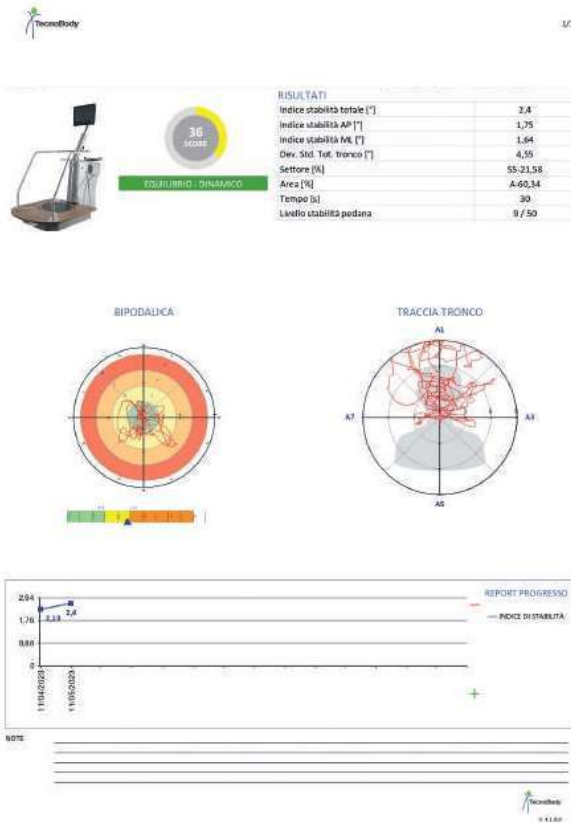 TecnoBody
RISULTATI
Indice stabilità totale [°] 2,4
Indice stabilità AP [°] 1,75
Indice stabilità ML [°] 1,64
Dev. Std. Tot. tronco [°] 4,55
Settore [%] S5-21,58
Area [%] A-60,34
Tempo [s] 30
Livello stabilità pedana 9 / 50
36
SCORE
EQUILIBRIO - DINAMICO
BIPODALICA
TRACCIA TRONCO
A1
A7
A3
A5
REPORT PROGRESSO
INDICE DI STABILITÀ
2,64
1,76
0,88
0
2,19
2,4
11/04/2023
11/05/2023
NOTE
TecnoBody